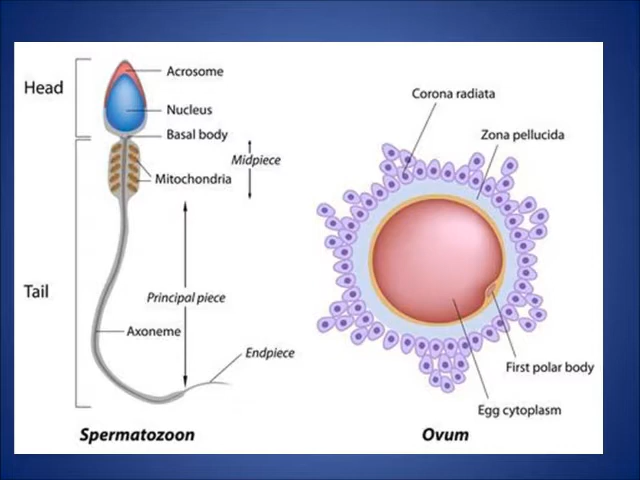 Head
Acrosome
Nucleus
Basal body
Midpiece
Mitochondria
Tail
Principal piece
Axoneme
Endpiece
Spermatozoon
Corona radiata
Zona pellucida
First polar body
Egg cytoplasm
Ovum